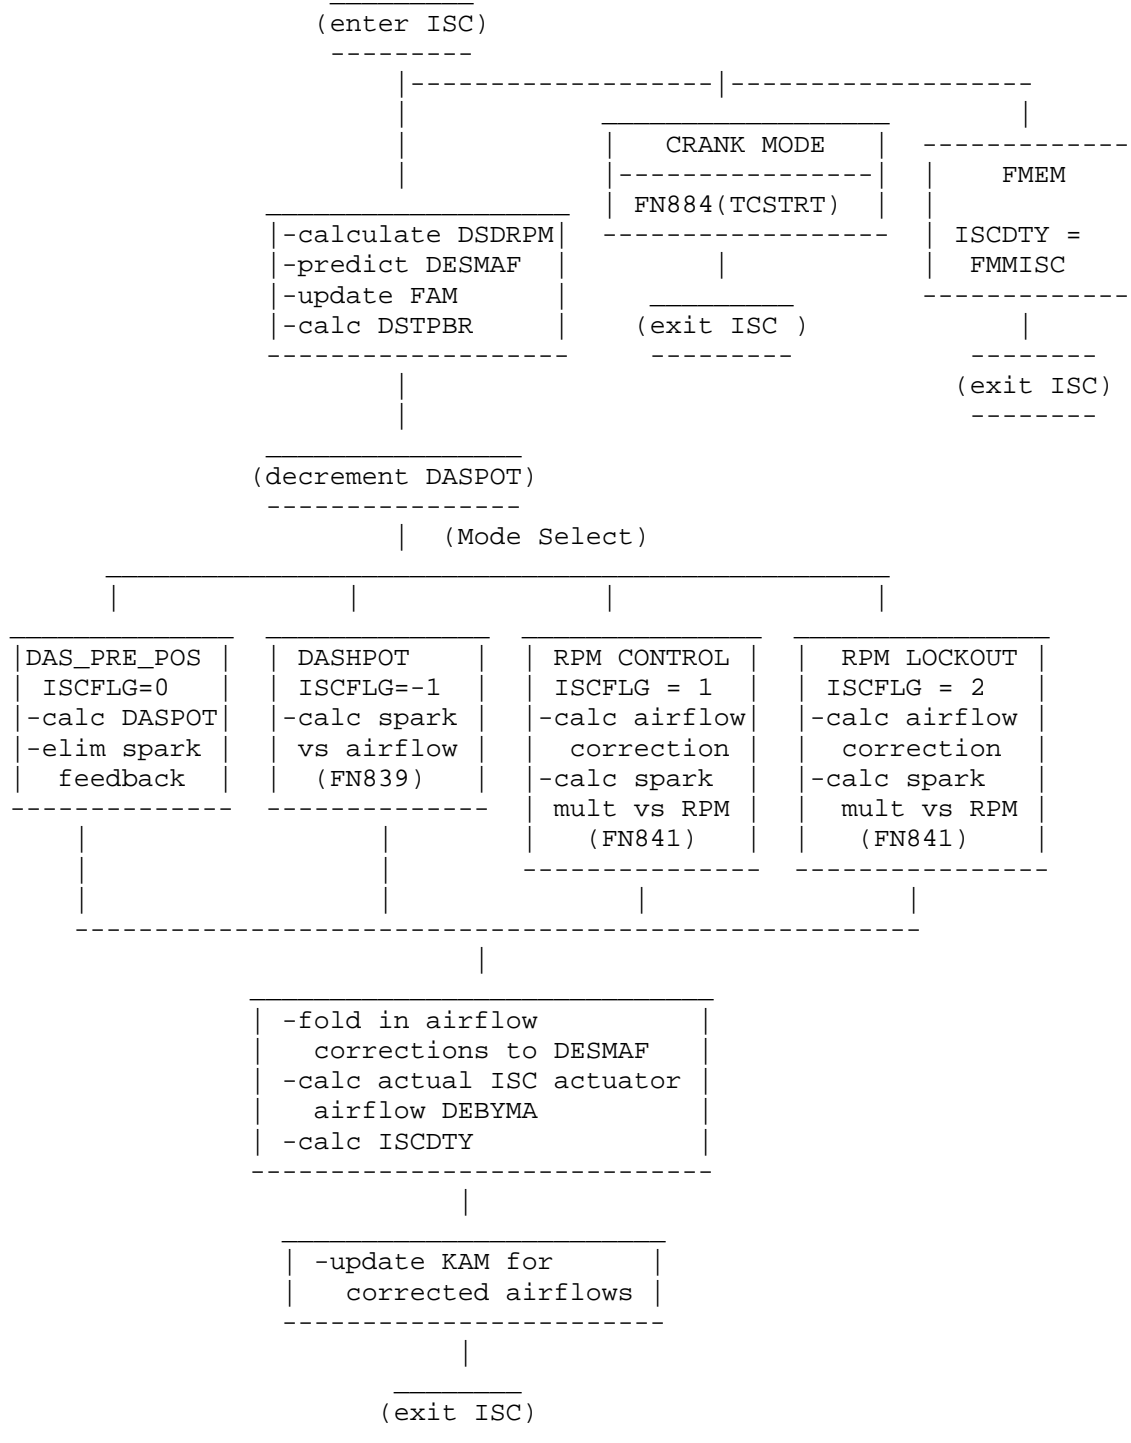 (enter ISC)
CRANK MODE
FMEM
FN884(TCSTRT)
-calculate DSDRPM
ISCDTY =
-predict DESMAF
FMMISC
-update FAM
-calc DSTPBR
(exit ISC )
(exit ISC)
(decrement DASPOT)
(Mode Select)
DAS_PRE_POS
ISCFLG=0
-calc DASPOT
-elim spark
feedback
DASHPOT
ISCFLG=-1
-calc spark
vs airflow
(FN839)
RPM CONTROL
ISCFLG = 1
-calc airflow
correction
-calc spark
mult vs RPM
(FN841)
RPM LOCKOUT
ISCFLG = 2
-calc airflow
correction
-calc spark
mult vs RPM
(FN841)
-fold in airflow
corrections to DESMAF
-calc actual ISC actuator
airflow DEBYMA
-calc ISCDTY
-update KAM for
corrected airflows
(exit ISC)